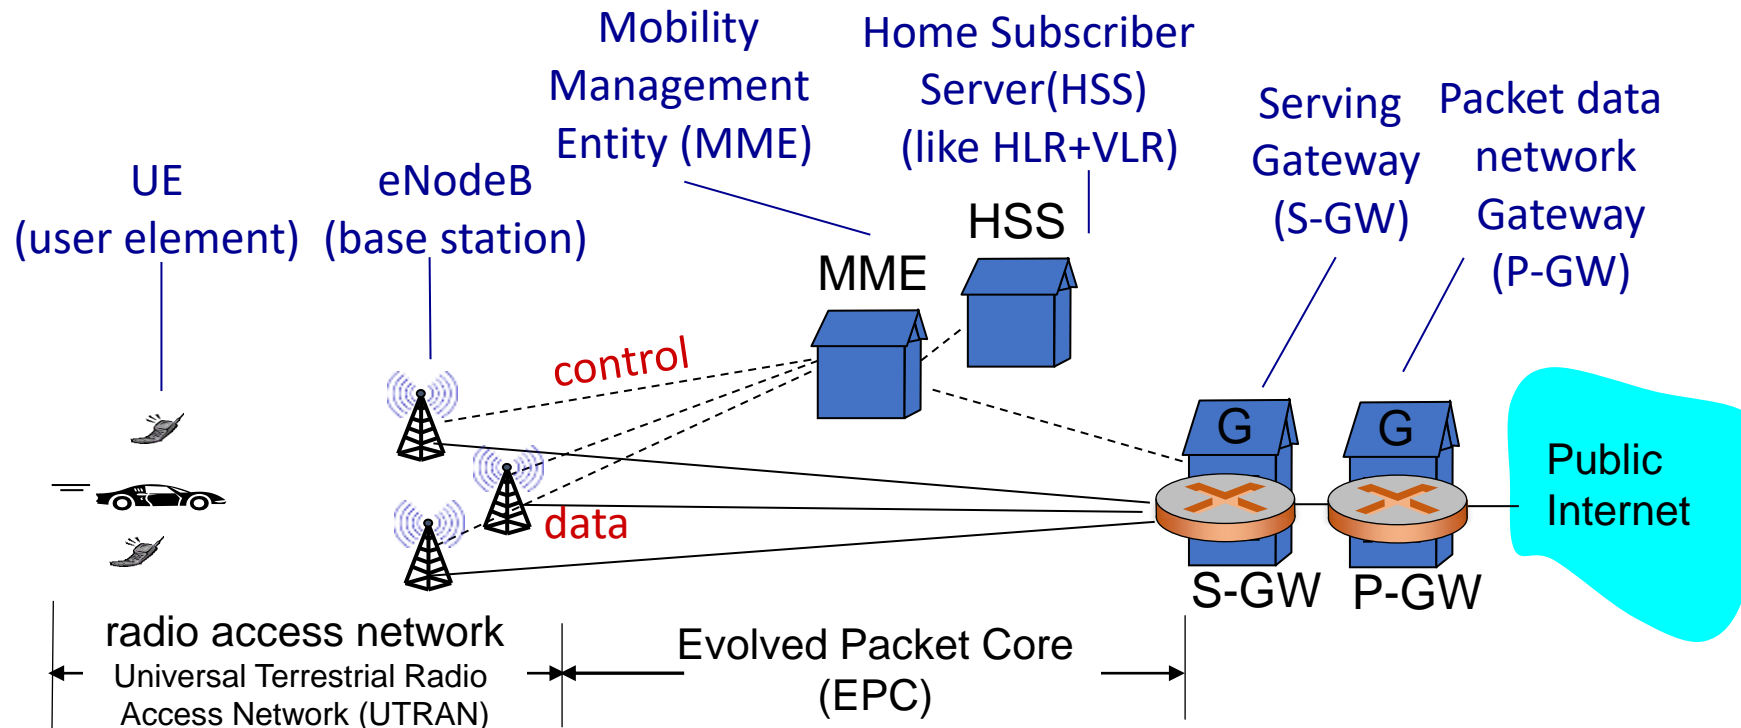 Mobility
Management
Entity (MME)
Home Subscriber
Server(HSS)
(like HLR+VLR)
Serving
Gateway
(S-GW)
Packet data
network
Gateway
(P-GW)
UE
(user element)
eNodeB
(base station)
HSS
MME
control
data
G
G
S-GW
P-GW
Public
Internet
radio access network
Universal Terrestrial Radio
Access Network (UTRAN)
Evolved Packet Core
(EPC)